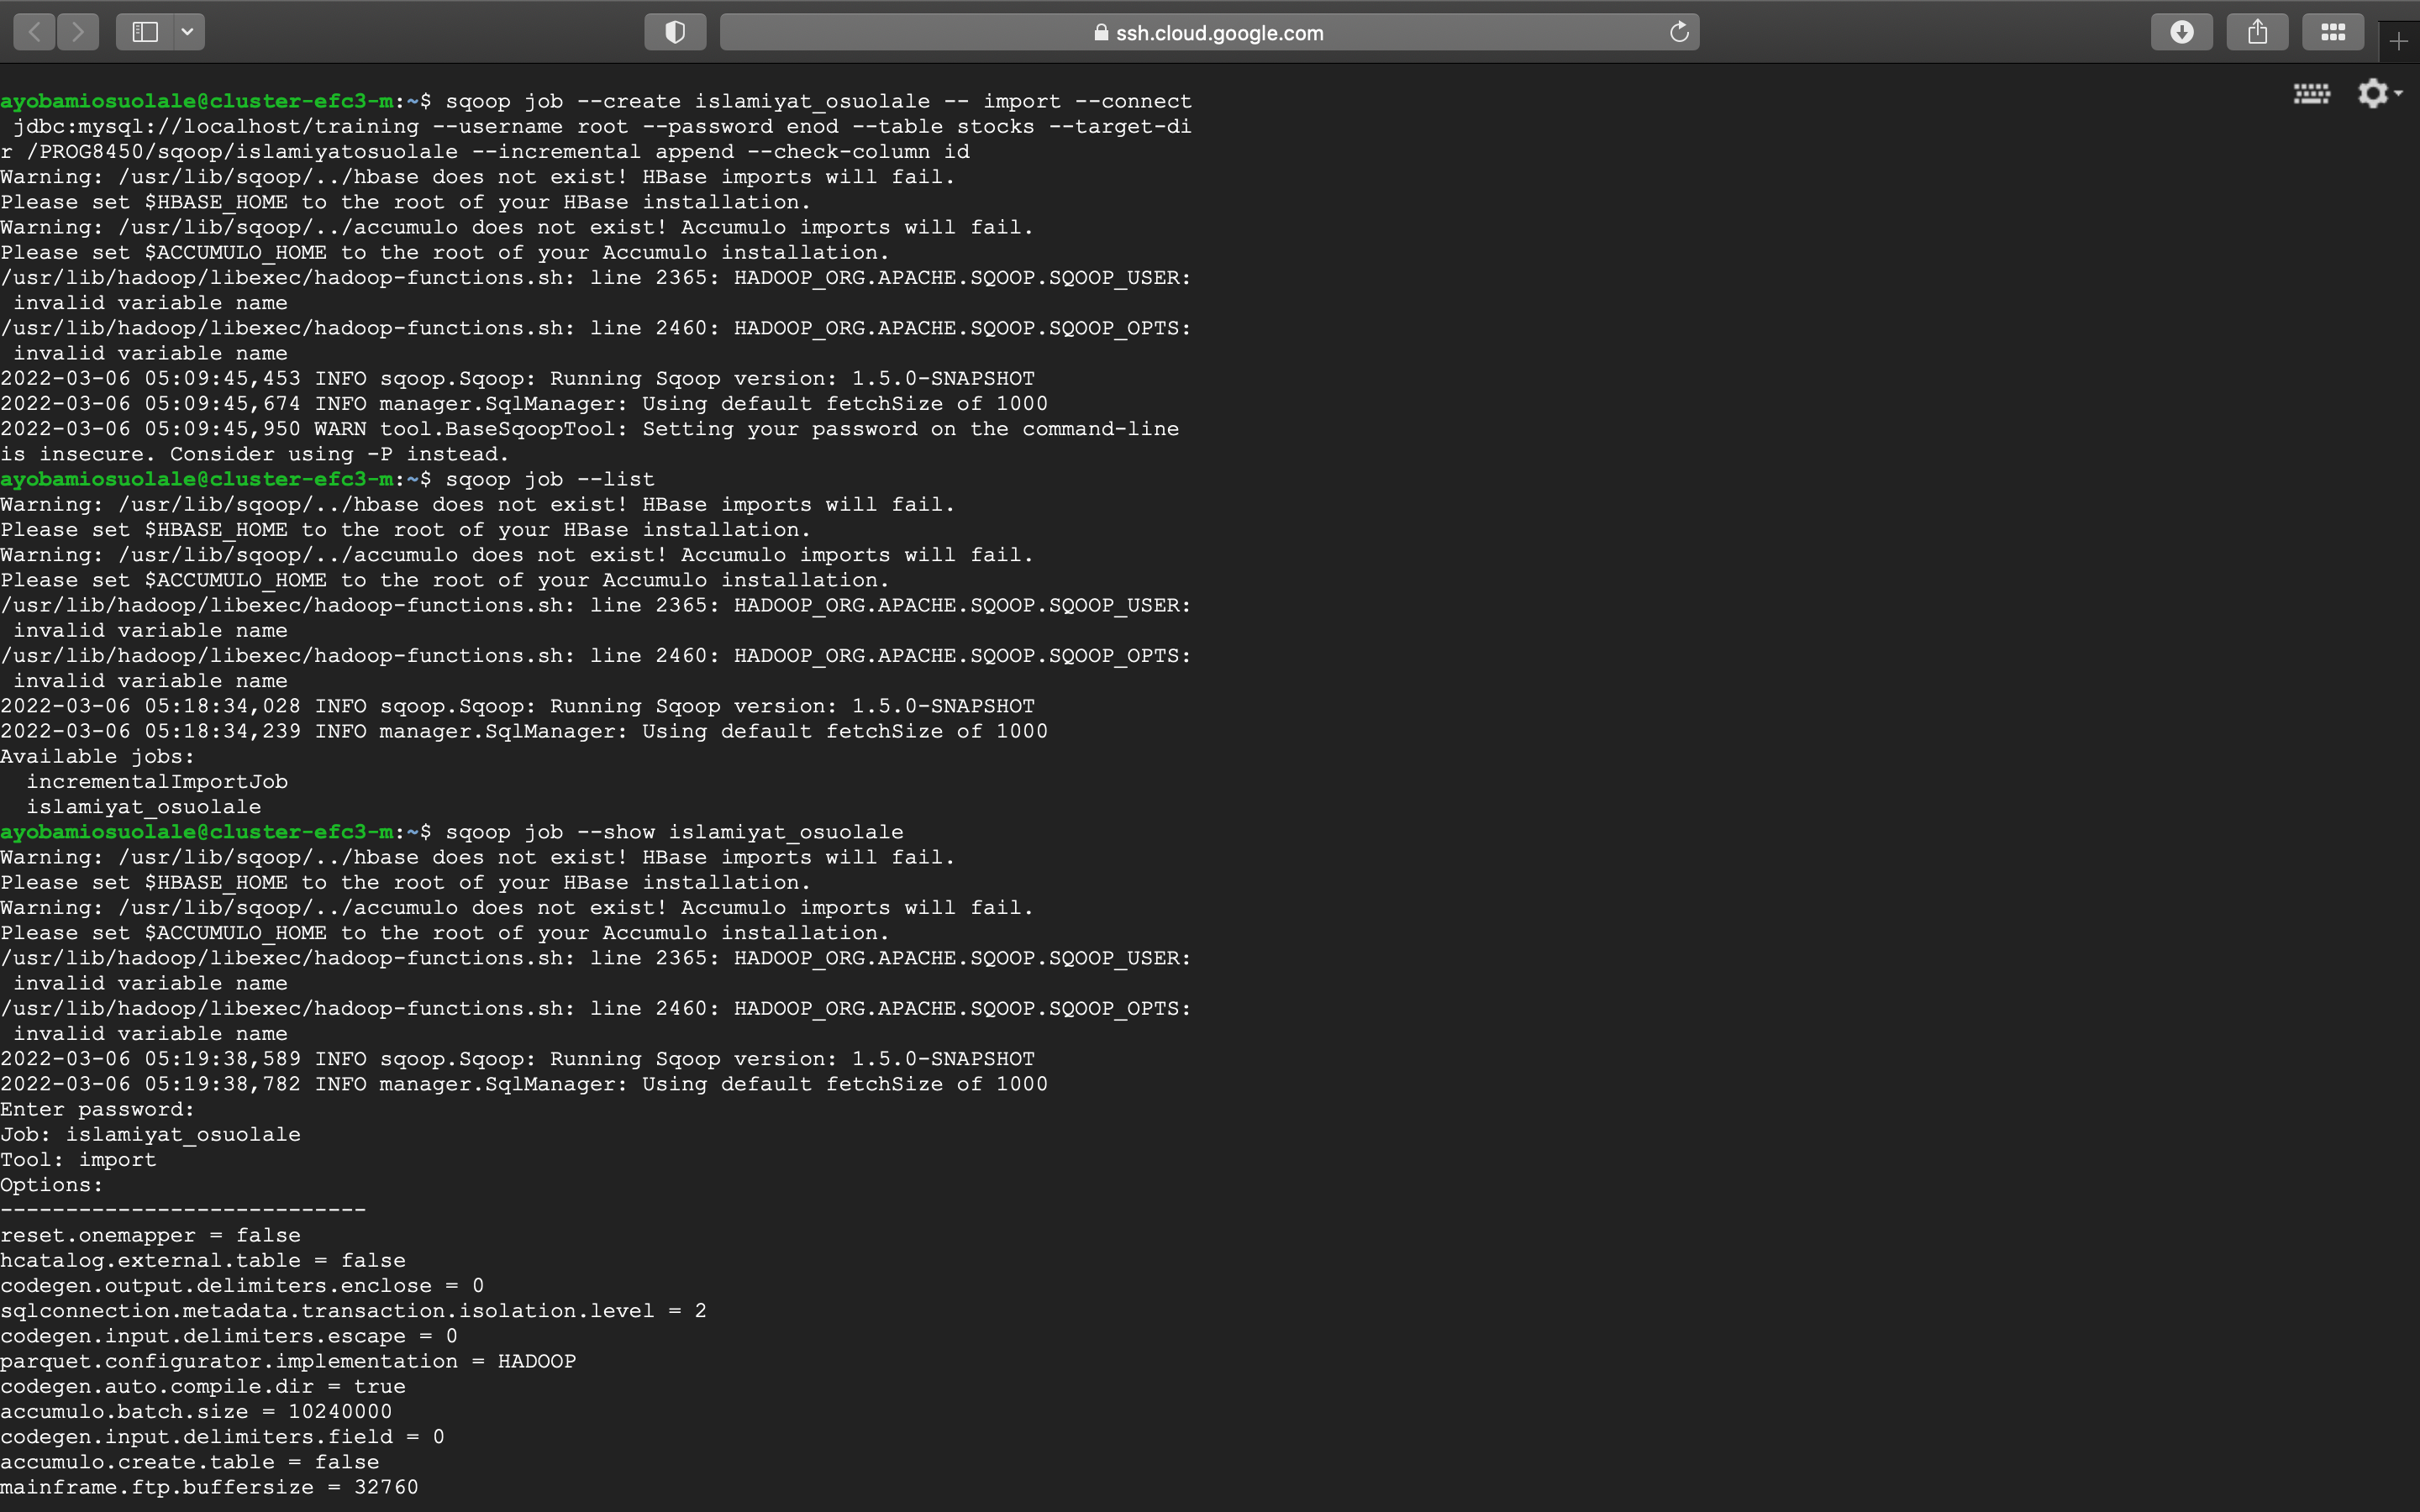 ssh.cloud.google.com
ayobamiosuolale@cluster-efc3-m:~$ sqoop job --create islamiyat_osuolale -- import --connect
 jdbc:mysql://localhost/training --username root --password enod --table stocks --target-di
r /PROG8450/sqoop/islamiyatosuolale --incremental append --check-column id
Warning: /usr/lib/sqoop/../hbase does not exist! HBase imports will fail.
Please set $HBASE_HOME to the root of your HBase installation.
Warning: /usr/lib/sqoop/../accumulo does not exist! Accumulo imports will fail.
Please set $ACCUMULO_HOME to the root of your Accumulo installation.
/usr/lib/hadoop/libexec/hadoop-functions.sh: line 2365: HADOOP_ORG.APACHE.SQOOP.SQOOP_USER:
 invalid variable name
/usr/lib/hadoop/libexec/hadoop-functions.sh: line 2460: HADOOP_ORG.APACHE.SQOOP.SQOOP_OPTS:
 invalid variable name
2022-03-06 05:09:45,453 INFO sqoop.Sqoop: Running Sqoop version: 1.5.0-SNAPSHOT
2022-03-06 05:09:45,674 INFO manager.SqlManager: Using default fetchSize of 1000
2022-03-06 05:09:45,950 WARN tool.BaseSqoopTool: Setting your password on the command-line
is insecure. Consider using -P instead.
ayobamiosuolale@cluster-efc3-m:~$ sqoop job --list
Warning: /usr/lib/sqoop/../hbase does not exist! HBase imports will fail.
Please set $HBASE_HOME to the root of your HBase installation.
Warning: /usr/lib/sqoop/../accumulo does not exist! Accumulo imports will fail.
Please set $ACCUMULO_HOME to the root of your Accumulo installation.
/usr/lib/hadoop/libexec/hadoop-functions.sh: line 2365: HADOOP_ORG.APACHE.SQOOP.SQOOP_USER:
 invalid variable name
/usr/lib/hadoop/libexec/hadoop-functions.sh: line 2460: HADOOP_ORG.APACHE.SQOOP.SQOOP_OPTS:
 invalid variable name
2022-03-06 05:18:34,028 INFO sqoop.Sqoop: Running Sqoop version: 1.5.0-SNAPSHOT
2022-03-06 05:18:34,239 INFO manager.SqlManager: Using default fetchSize of 1000
Available jobs:
  incrementalImportJob
  islamiyat_osuolale
ayobamiosuolale@cluster-efc3-m:~$ sqoop job --show islamiyat_osuolale
Warning: /usr/lib/sqoop/../hbase does not exist! HBase imports will fail.
Please set $HBASE_HOME to the root of your HBase installation.
Warning: /usr/lib/sqoop/../accumulo does not exist! Accumulo imports will fail.
Please set $ACCUMULO_HOME to the root of your Accumulo installation.
/usr/lib/hadoop/libexec/hadoop-functions.sh: line 2365: HADOOP_ORG.APACHE.SQOOP.SQOOP_USER:
 invalid variable name
/usr/lib/hadoop/libexec/hadoop-functions.sh: line 2460: HADOOP_ORG.APACHE.SQOOP.SQOOP_OPTS:
 invalid variable name
2022-03-06 05:19:38,589 INFO sqoop.Sqoop: Running Sqoop version: 1.5.0-SNAPSHOT
2022-03-06 05:19:38,782 INFO manager.SqlManager: Using default fetchSize of 1000
Enter password:
Job: islamiyat_osuolale
Tool: import
Options:
----------------------------
reset.onemapper = false
hcatalog.external.table = false
codegen.output.delimiters.enclose = 0
sqlconnection.metadata.transaction.isolation.level = 2
codegen.input.delimiters.escape = 0
parquet.configurator.implementation = HADOOP
codegen.auto.compile.dir = true
accumulo.batch.size = 10240000
codegen.input.delimiters.field = 0
accumulo.create.table = false
mainframe.ftp.buffersize = 32760